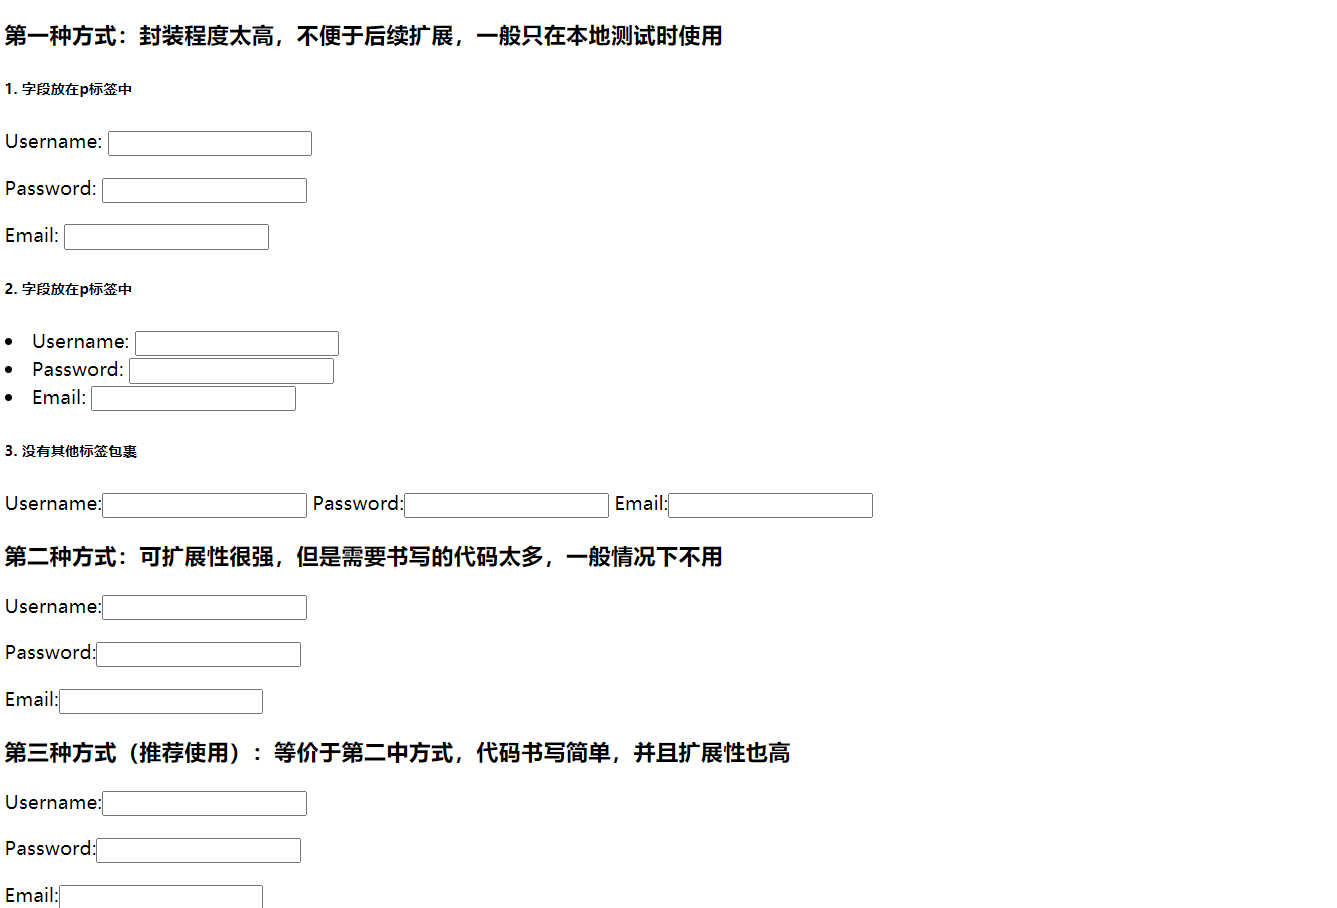 第一种方式：封装程度太高，不便于后续扩展，一般只在本地测试时使用
1. 字段放在p标签中
Username:
Password:
Email:
2. 字段放在p标签中
• Username:
• Password:
• Email:
3. 没有其他标签包裹
Username: Password: Email:
第二种方式：可扩展性很强，但是需要书写的代码太多，一般情况下不用
Username:
Password:
Email:
第三种方式（推荐使用）：等价于第二中方式，代码书写简单，并且扩展性也高
Username:
Password:
Email: